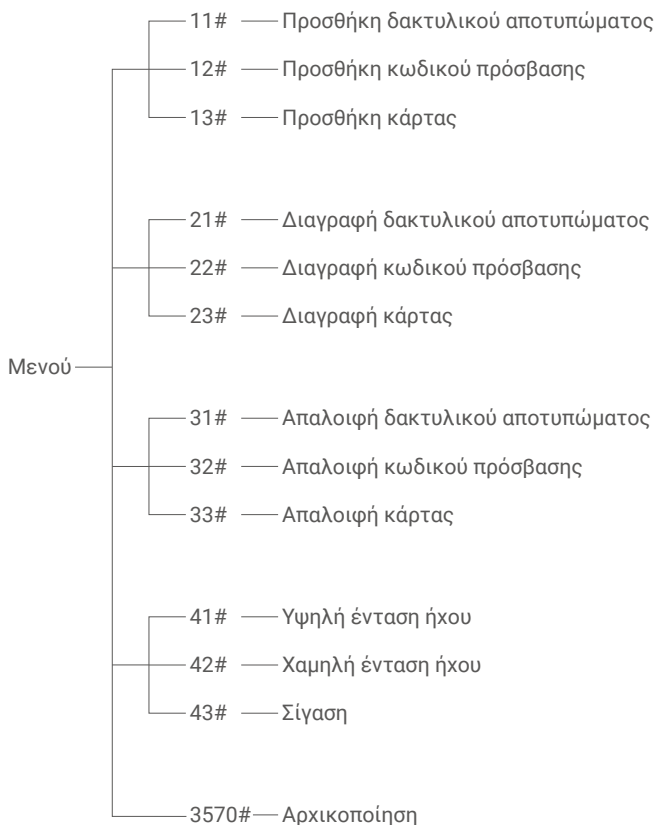 11# Προσθήκη δακτυλικού αποτυπώματος
12# Προσθήκη κωδικού πρόσβασης
13# Προσθήκη κάρτας
21# Διαγραφή δακτυλικού αποτυπώματος
22# Διαγραφή κωδικού πρόσβασης
23# Διαγραφή κάρτας
Μενού
31# Απαλοιφή δακτυλικού αποτυπώματος
32# Απαλοιφή κωδικού πρόσβασης
33# Απαλοιφή κάρτας
41# Υψηλή ένταση ήχου
42# Χαμηλή ένταση ήχου
43# Σίγαση
3570# Αρχικοποίηση